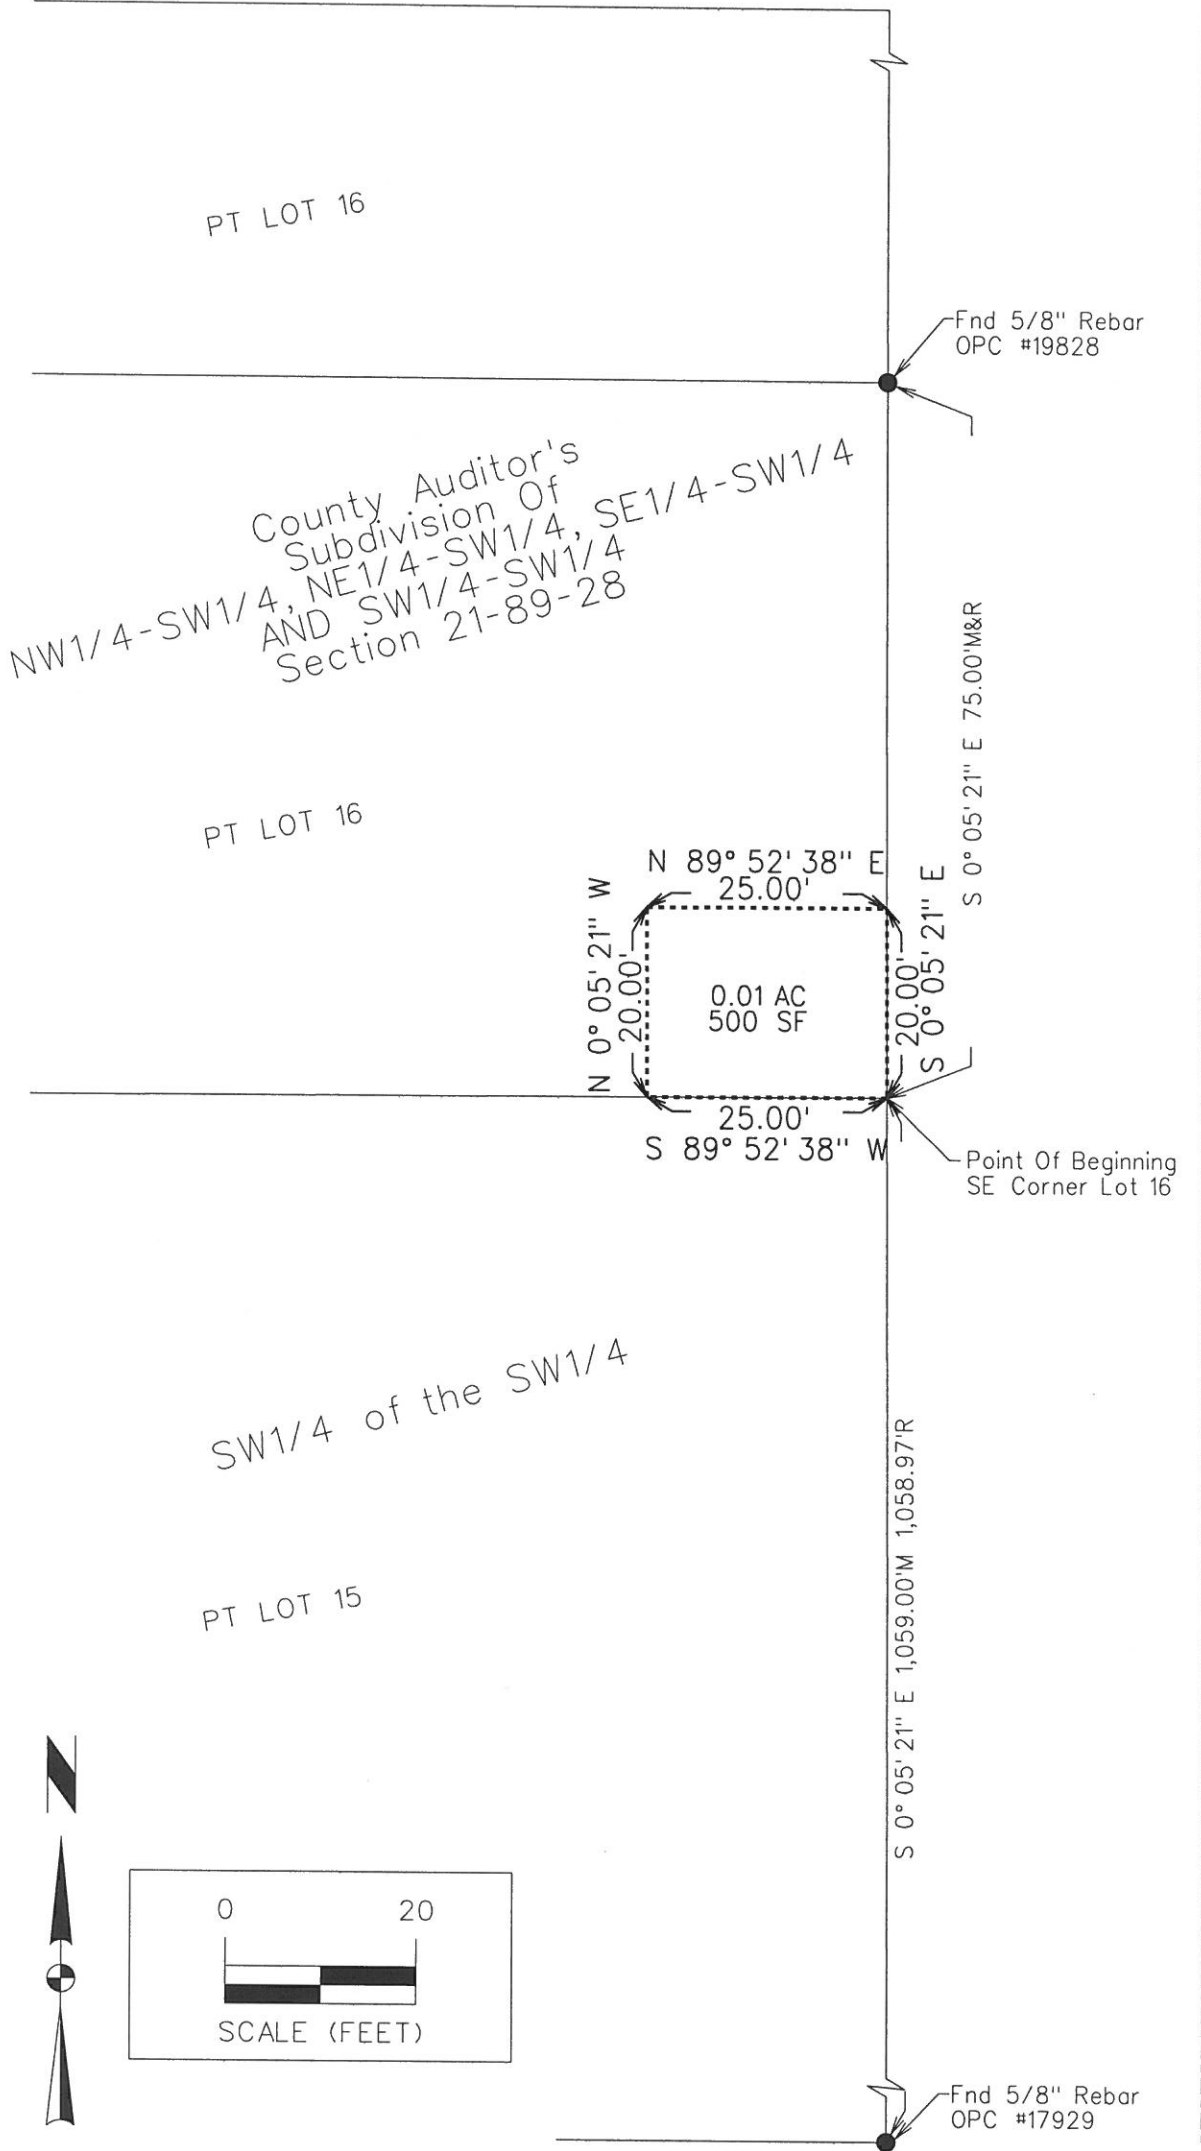 PT LOT 16
Fnd 5/8" Rebar
OPC #19828
County Auditor's
Subdivision Of
NW1/4-SW1/4, NE1/4-SW1/4, SE1/4-SW1/4
AND SW1/4-SW1/4
Section 21-89-28
S 0° 05' 21" E 75.00'M&R
PT LOT 16
N 89° 52' 38" E
25.00'
N 0° 05' 21" W
20.00'
0.01 AC
500 SF
20.00'
S 0° 05' 21" E
25.00'
S 89° 52' 38" W
Point Of Beginning
SE Corner Lot 16
SW1/4 of the SW1/4
S 0° 05' 21" E 1,059.00'M 1,058.97'R
PT LOT 15
N
0 20
SCALE (FEET)
Fnd 5/8" Rebar
OPC #17929